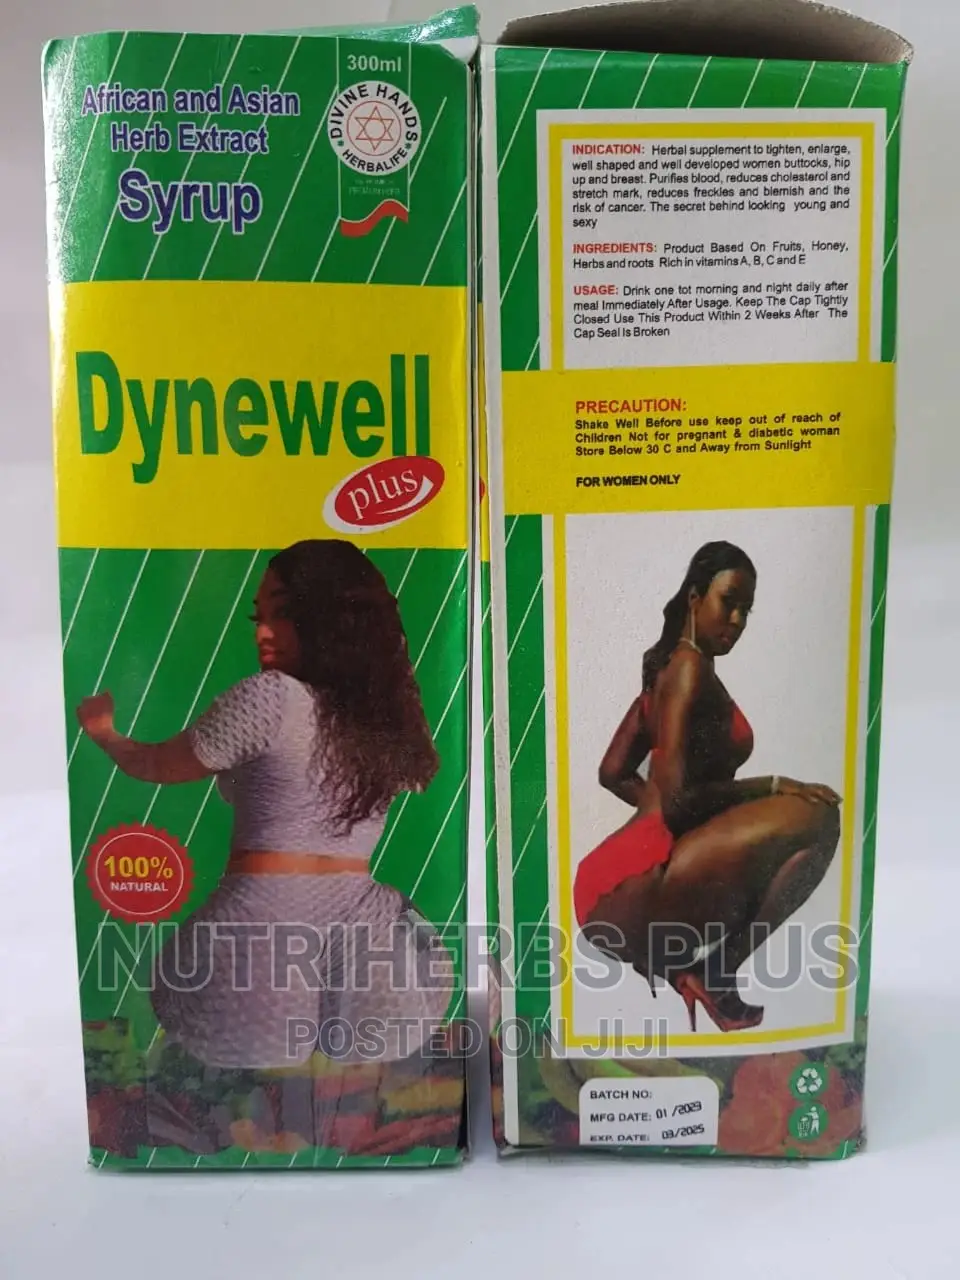 African and Asian
Herb Extract
Syrup
300ml
DIVINE HANDS
HERBALIFE
Dynewell
plus
100%
NATURAL
INDICATION: Herbal supplement to tighten, enlarge,
well shaped and well developed women buttocks, hip
up and breast. Purifies blood, reduces cholesterol and
stretch mark, reduces freckles and blemish and the
risk of cancer. The secret behind looking young and
sexy
INGREDIENTS: Product Based On Fruits, Honey,
Herbs and roots Rich in vitamins A, B, C and E
USAGE: Drink one tot morning and night daily after
meal Immediately After Usage. Keep The Cap Tightly
Closed Use This Product Within 2 Weeks After The
Cap Seal Is Broken
PRECAUTION:
Shake Well Before use keep out of reach of
Children Not for pregnant & diabetic woman
Store Below 30 C and Away from Sunlight
FOR WOMEN ONLY
NUTRIHERBS PLUS
POSTED ON JIJI
BATCH NO:
MFG DATE: 01 /2023
EXP. DATE: 03/2025